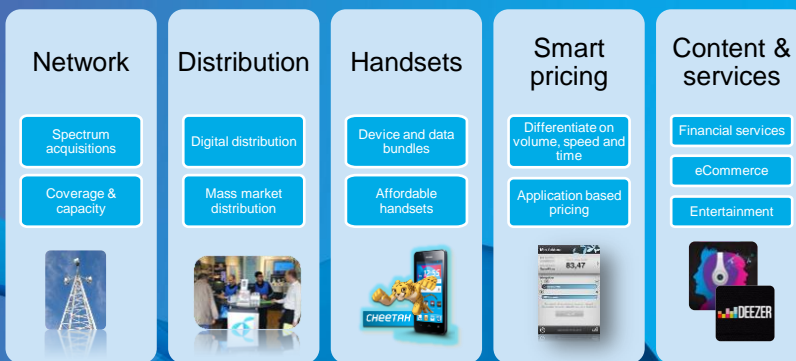 Network
Spectrum
acquisitions
Coverage &
capacity
Distribution
Digital distribution
Mass market
distribution
Handsets
Device and data
bundles
Affordable
handsets
CHEETAH
Smart
pricing
Differentiate on
volume, speed and
time
Application based
pricing
83,47
Content &
services
Financial services
eCommerce
Entertainment
DEEZER